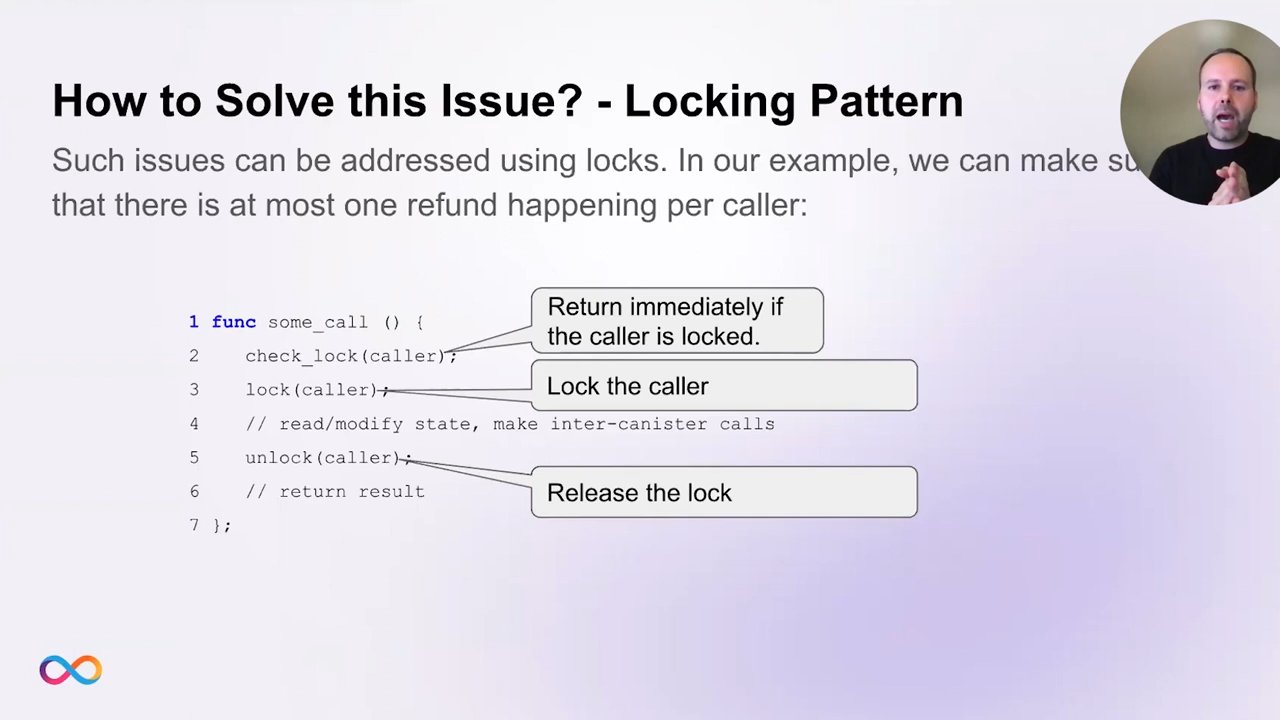 How to Solve this Issue? - Locking Pattern
Such issues can be addressed using locks. In our example, we can make
that there is at most one refund happening per caller:
Return immediately if
the caller is locked.
1 func some_call () {
2 check_lock(caller);
3 lock(caller);
Lock the caller
4 // read/modify state, make inter-canister calls
5 unlock(caller);
6 // return result
Release the lock
7 };